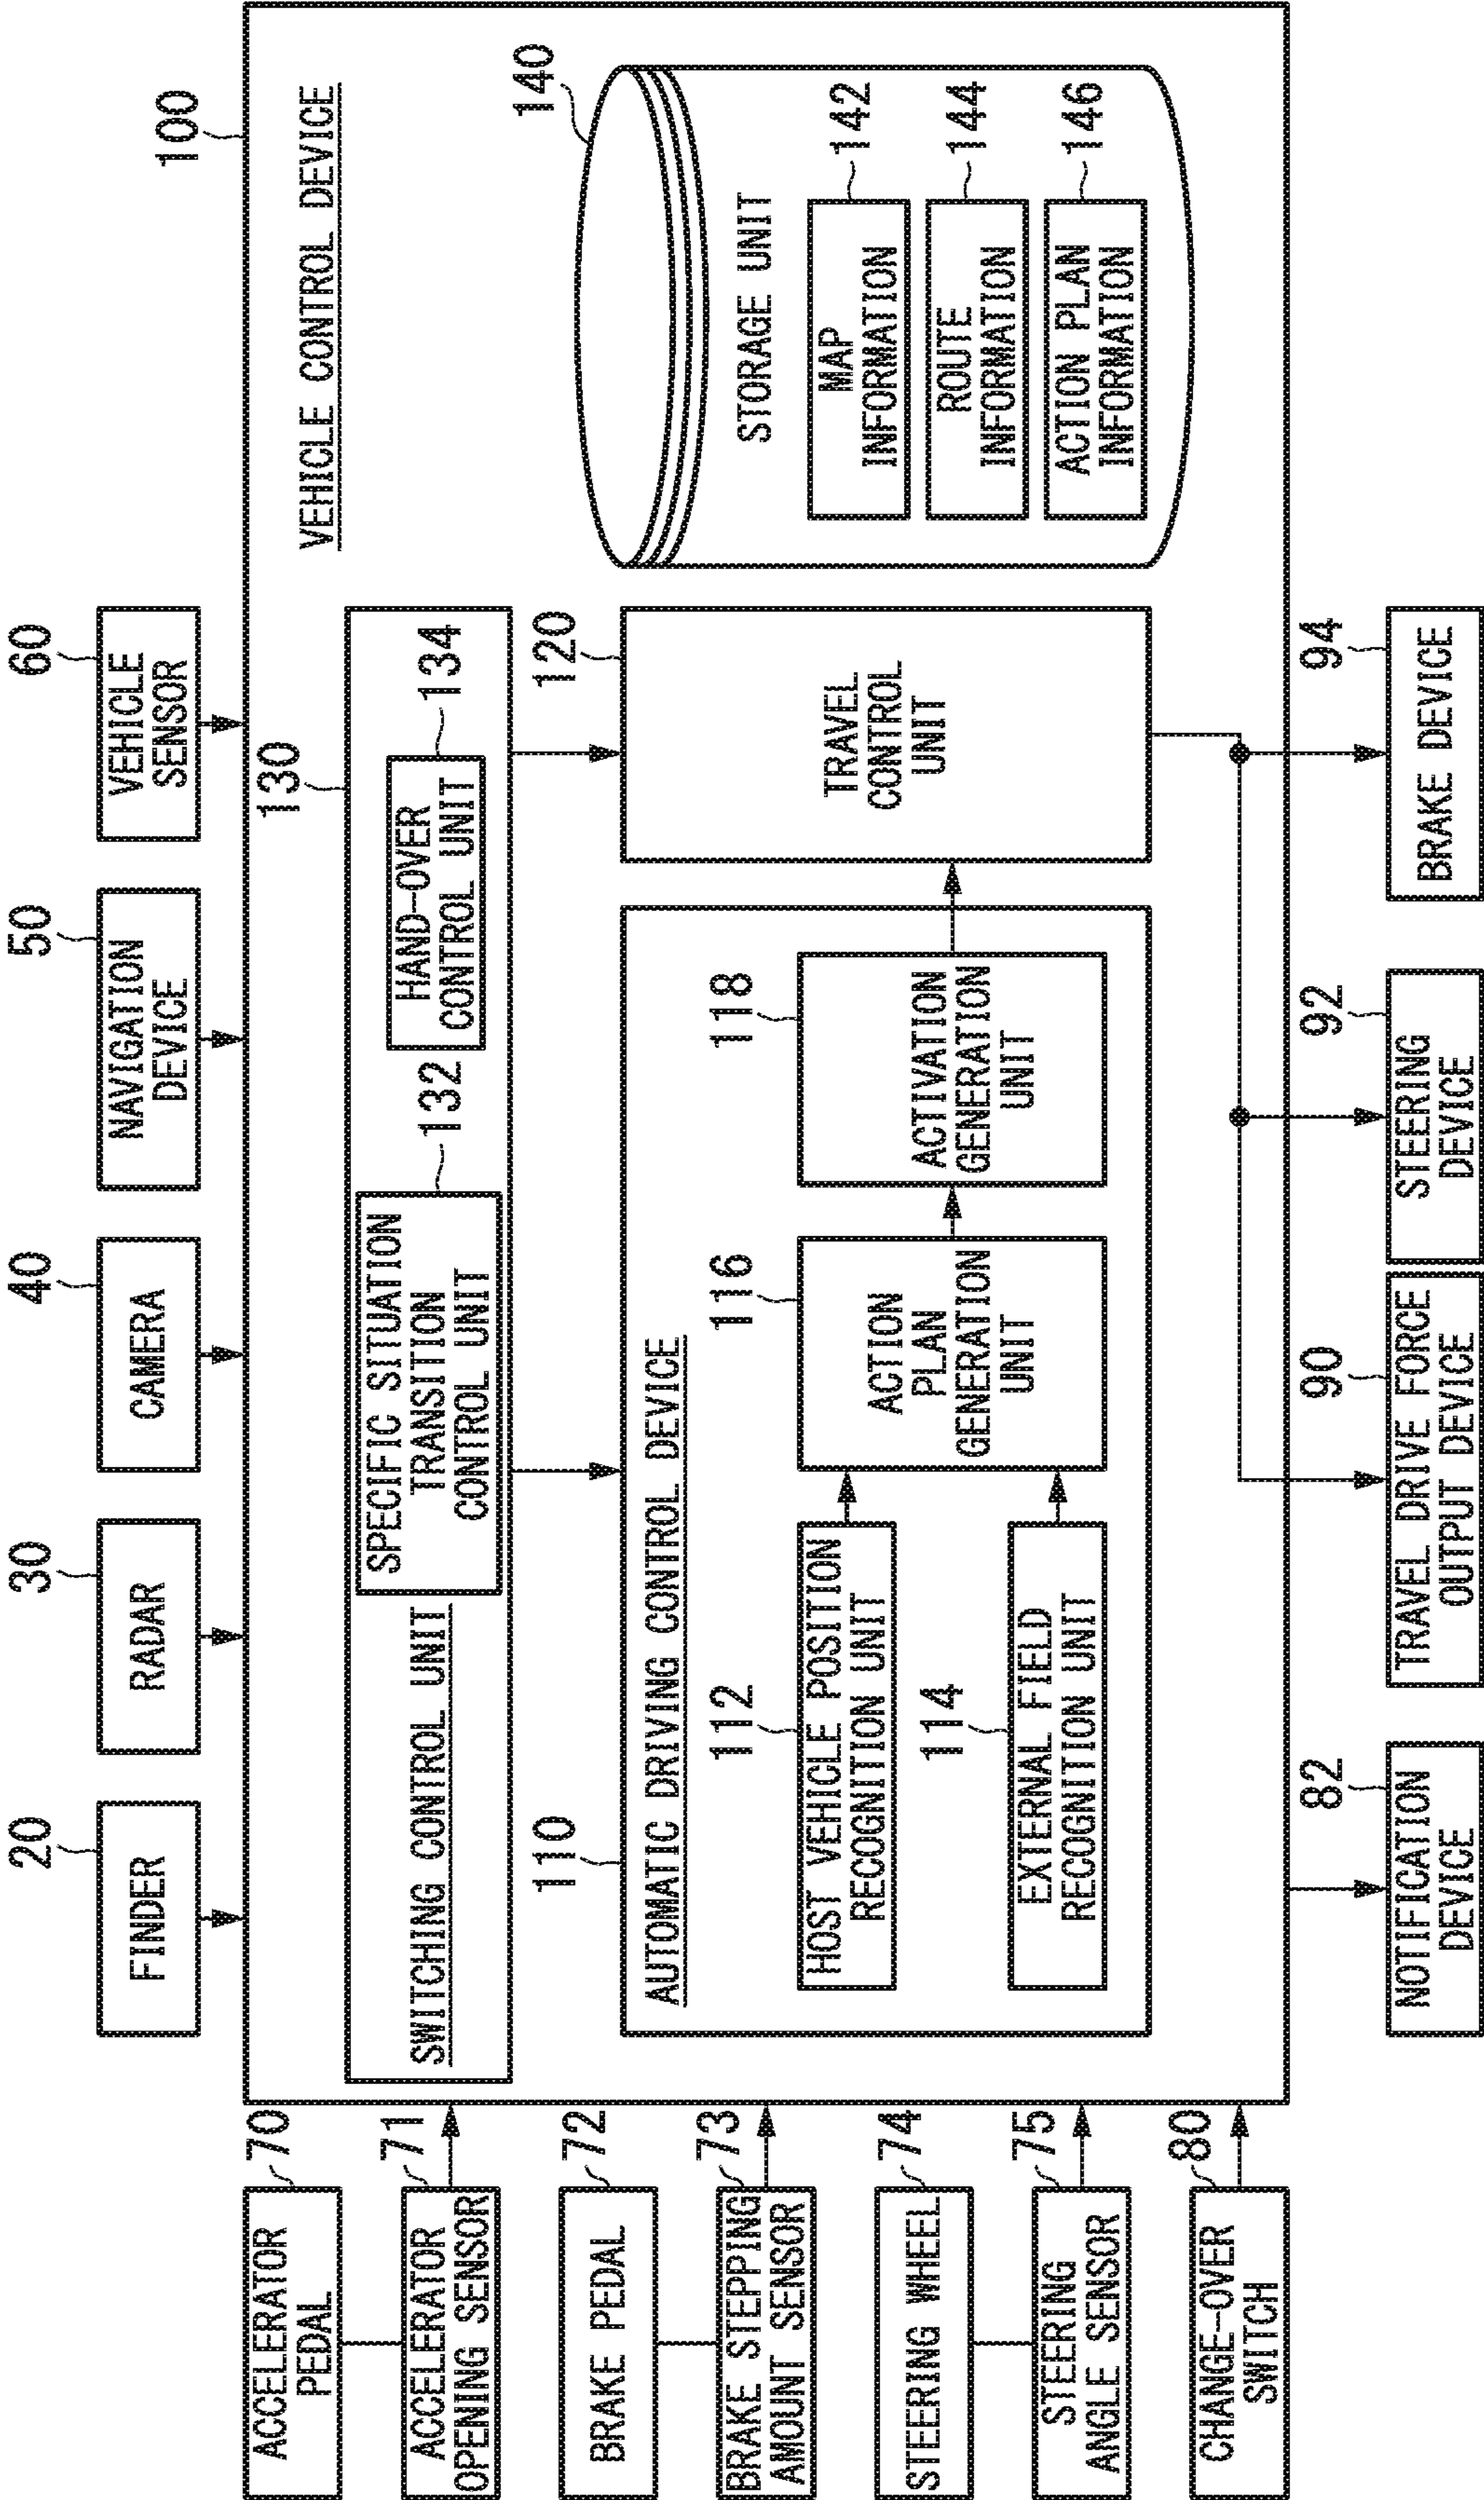 20
FINDER
30
RADAR
40
CAMERA
50
NAVIGATION
DEVICE
60
VEHICLE
SENSOR
100
VEHICLE CONTROL DEVICE
70
ACCELERATOR
PEDAL
71
ACCELERATOR
OPENING SENSOR
72
BRAKE PEDAL
73
BRAKE STEPPING
AMOUNT SENSOR
74
STEERING WHEEL
75
STEERING
ANGLE SENSOR
80
CHANGE-OVER
SWITCH
130
SWITCHING CONTROL UNIT
132
SPECIFIC SITUATION
TRANSITION
CONTROL UNIT
134
HAND-OVER
CONTROL UNIT
110
AUTOMATIC DRIVING CONTROL DEVICE
112
HOST VEHICLE POSITION
RECOGNITION UNIT
114
EXTERNAL FIELD
RECOGNITION UNIT
116
ACTION
PLAN
GENERATION
UNIT
118
ACTIVATION
GENERATION
UNIT
120
TRAVEL
CONTROL
UNIT
140
STORAGE UNIT
MAP
INFORMATION
142
ROUTE
INFORMATION
144
ACTION PLAN
INFORMATION
146
82
NOTIFICATION
DEVICE
90
TRAVEL DRIVE FORCE
OUTPUT DEVICE
92
STEERING
DEVICE
94
BRAKE DEVICE